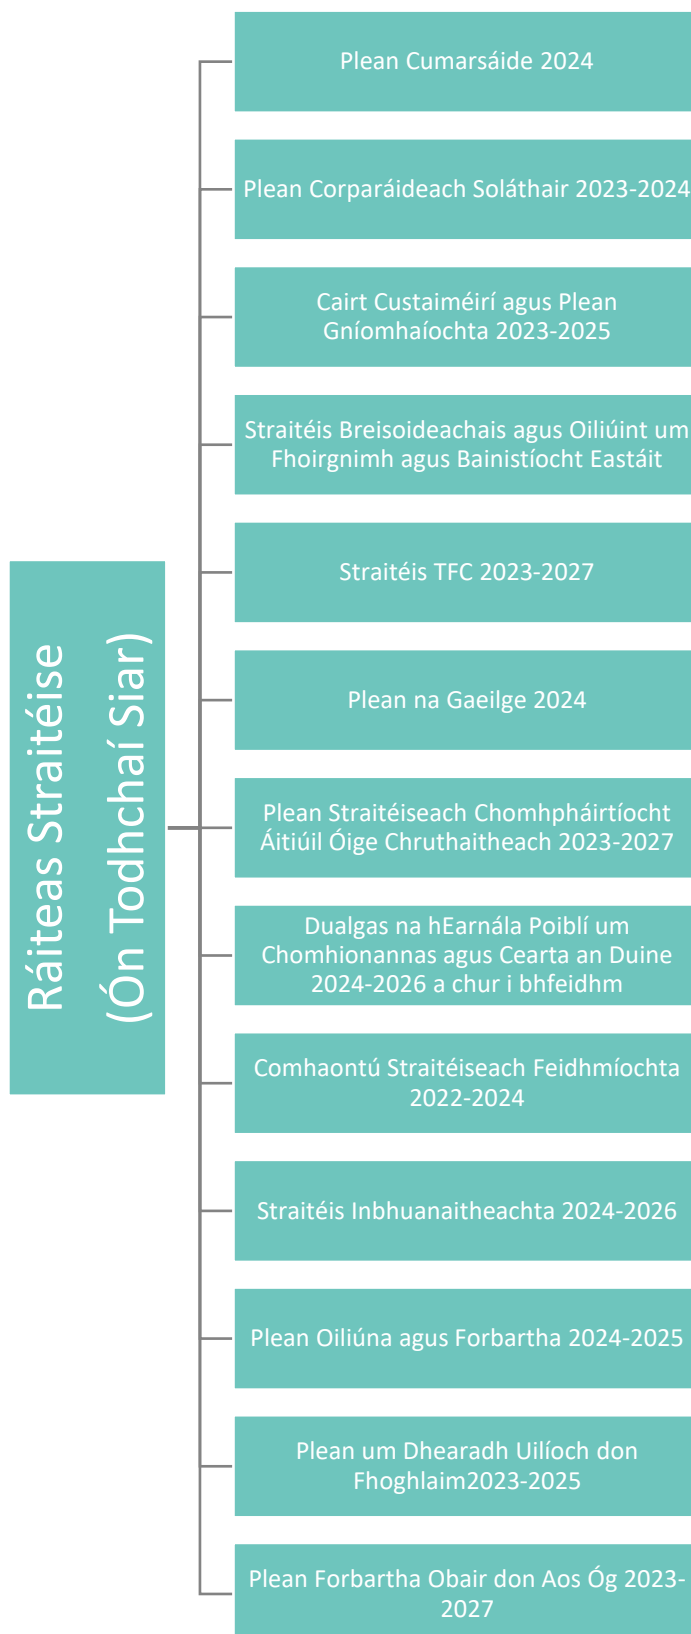 Ráiteas Straitéise
(Ón Todhchaí Siar)
Plean Cumarsáide 2024
Plean Corparáideach Soláthair 2023-2024
Cairt Custaiméirí agus Plean
Gníomhaíochta 2023-2025
Straitéis Breisoideachais agus Oiliúint um
Fhoirgnimh agus Bainistíocht Eastáit
Straitéis TFC 2023-2027
Plean na Gaeilge 2024
Plean Straitéiseach Chomhpháirtíocht
Áitiúil Óige Chruthaitheach 2023-2027
Dualgas na hEarnála Poiblí um
Chomhionannas agus Cearta an Duine
2024-2026 a chur i bhfeidhm
Comhaontú Straitéiseach Feidhmíochta
2022-2024
Straitéis Inbhuanaitheachta 2024-2026
Plean Oiliúna agus Forbartha 2024-2025
Plean um Dhearadh Uilíoch don
Fhoghlaim2023-2025
Plean Forbartha Obair don Aos Óg 2023-
2027